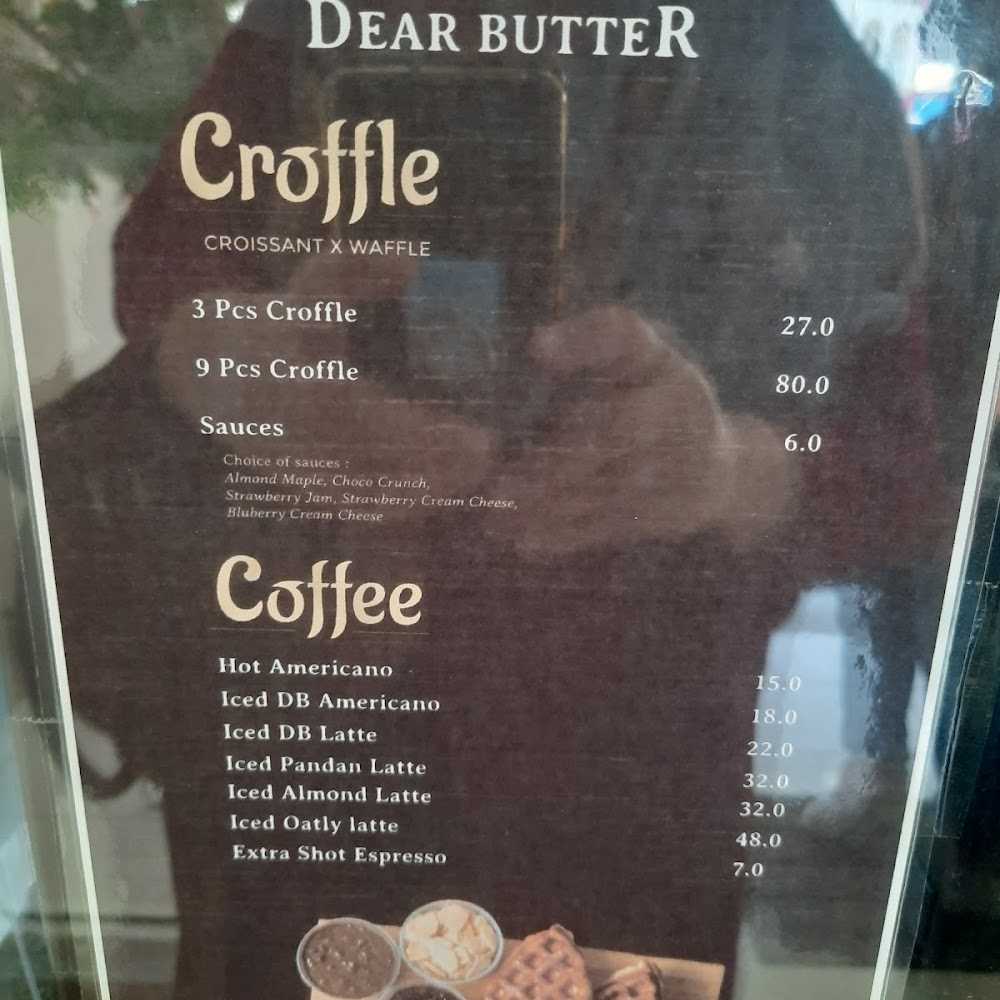 DEAR BUTTER
Croffle
CROISSANT X WAFFLE
3 Pcs Croffle 27.0
9 Pcs Croffle 80.0
Sauces 6.0
Choice of sauces :
Almond Maple, Choco Crunch,
Strawberry Jam, Strawberry Cream Cheese,
Bluberry Cream Cheese
Coffee
Hot Americano 15.0
Iced DB Americano 18.0
Iced DB Latte 22.0
Iced Pandan Latte 32.0
Iced Almond Latte 32.0
Iced Oatly latte 48.0
Extra Shot Espresso 7.0